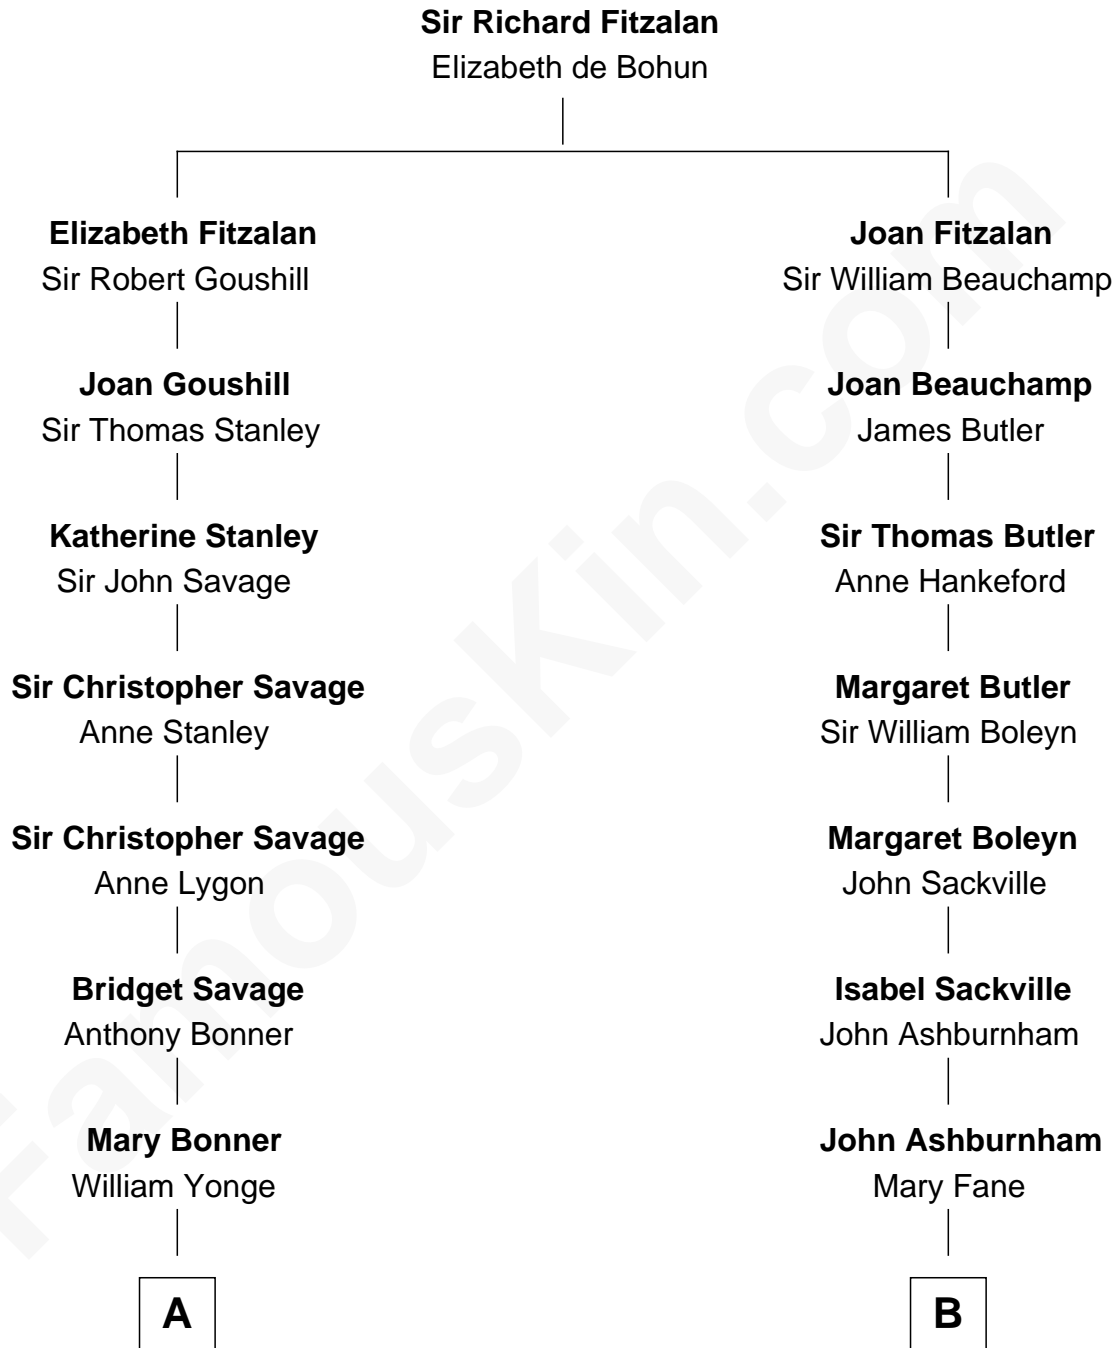 Sir Richard Fitzalan
Elizabeth de Bohun
Elizabeth Fitzalan
Sir Robert Goushill
Joan Goushill
Sir Thomas Stanley
Katherine Stanley
Sir John Savage
Sir Christopher Savage
Anne Stanley
Sir Christopher Savage
Anne Lygon
Bridget Savage
Anthony Bonner
Mary Bonner
William Yonge
A
Joan Fitzalan
Sir William Beauchamp
Joan Beauchamp
James Butler
Sir Thomas Butler
Anne Hankeford
Margaret Butler
Sir William Boleyn
Margaret Boleyn
John Sackville
Isabel Sackville
John Ashburnham
John Ashburnham
Mary Fane
B
FamousKin.com